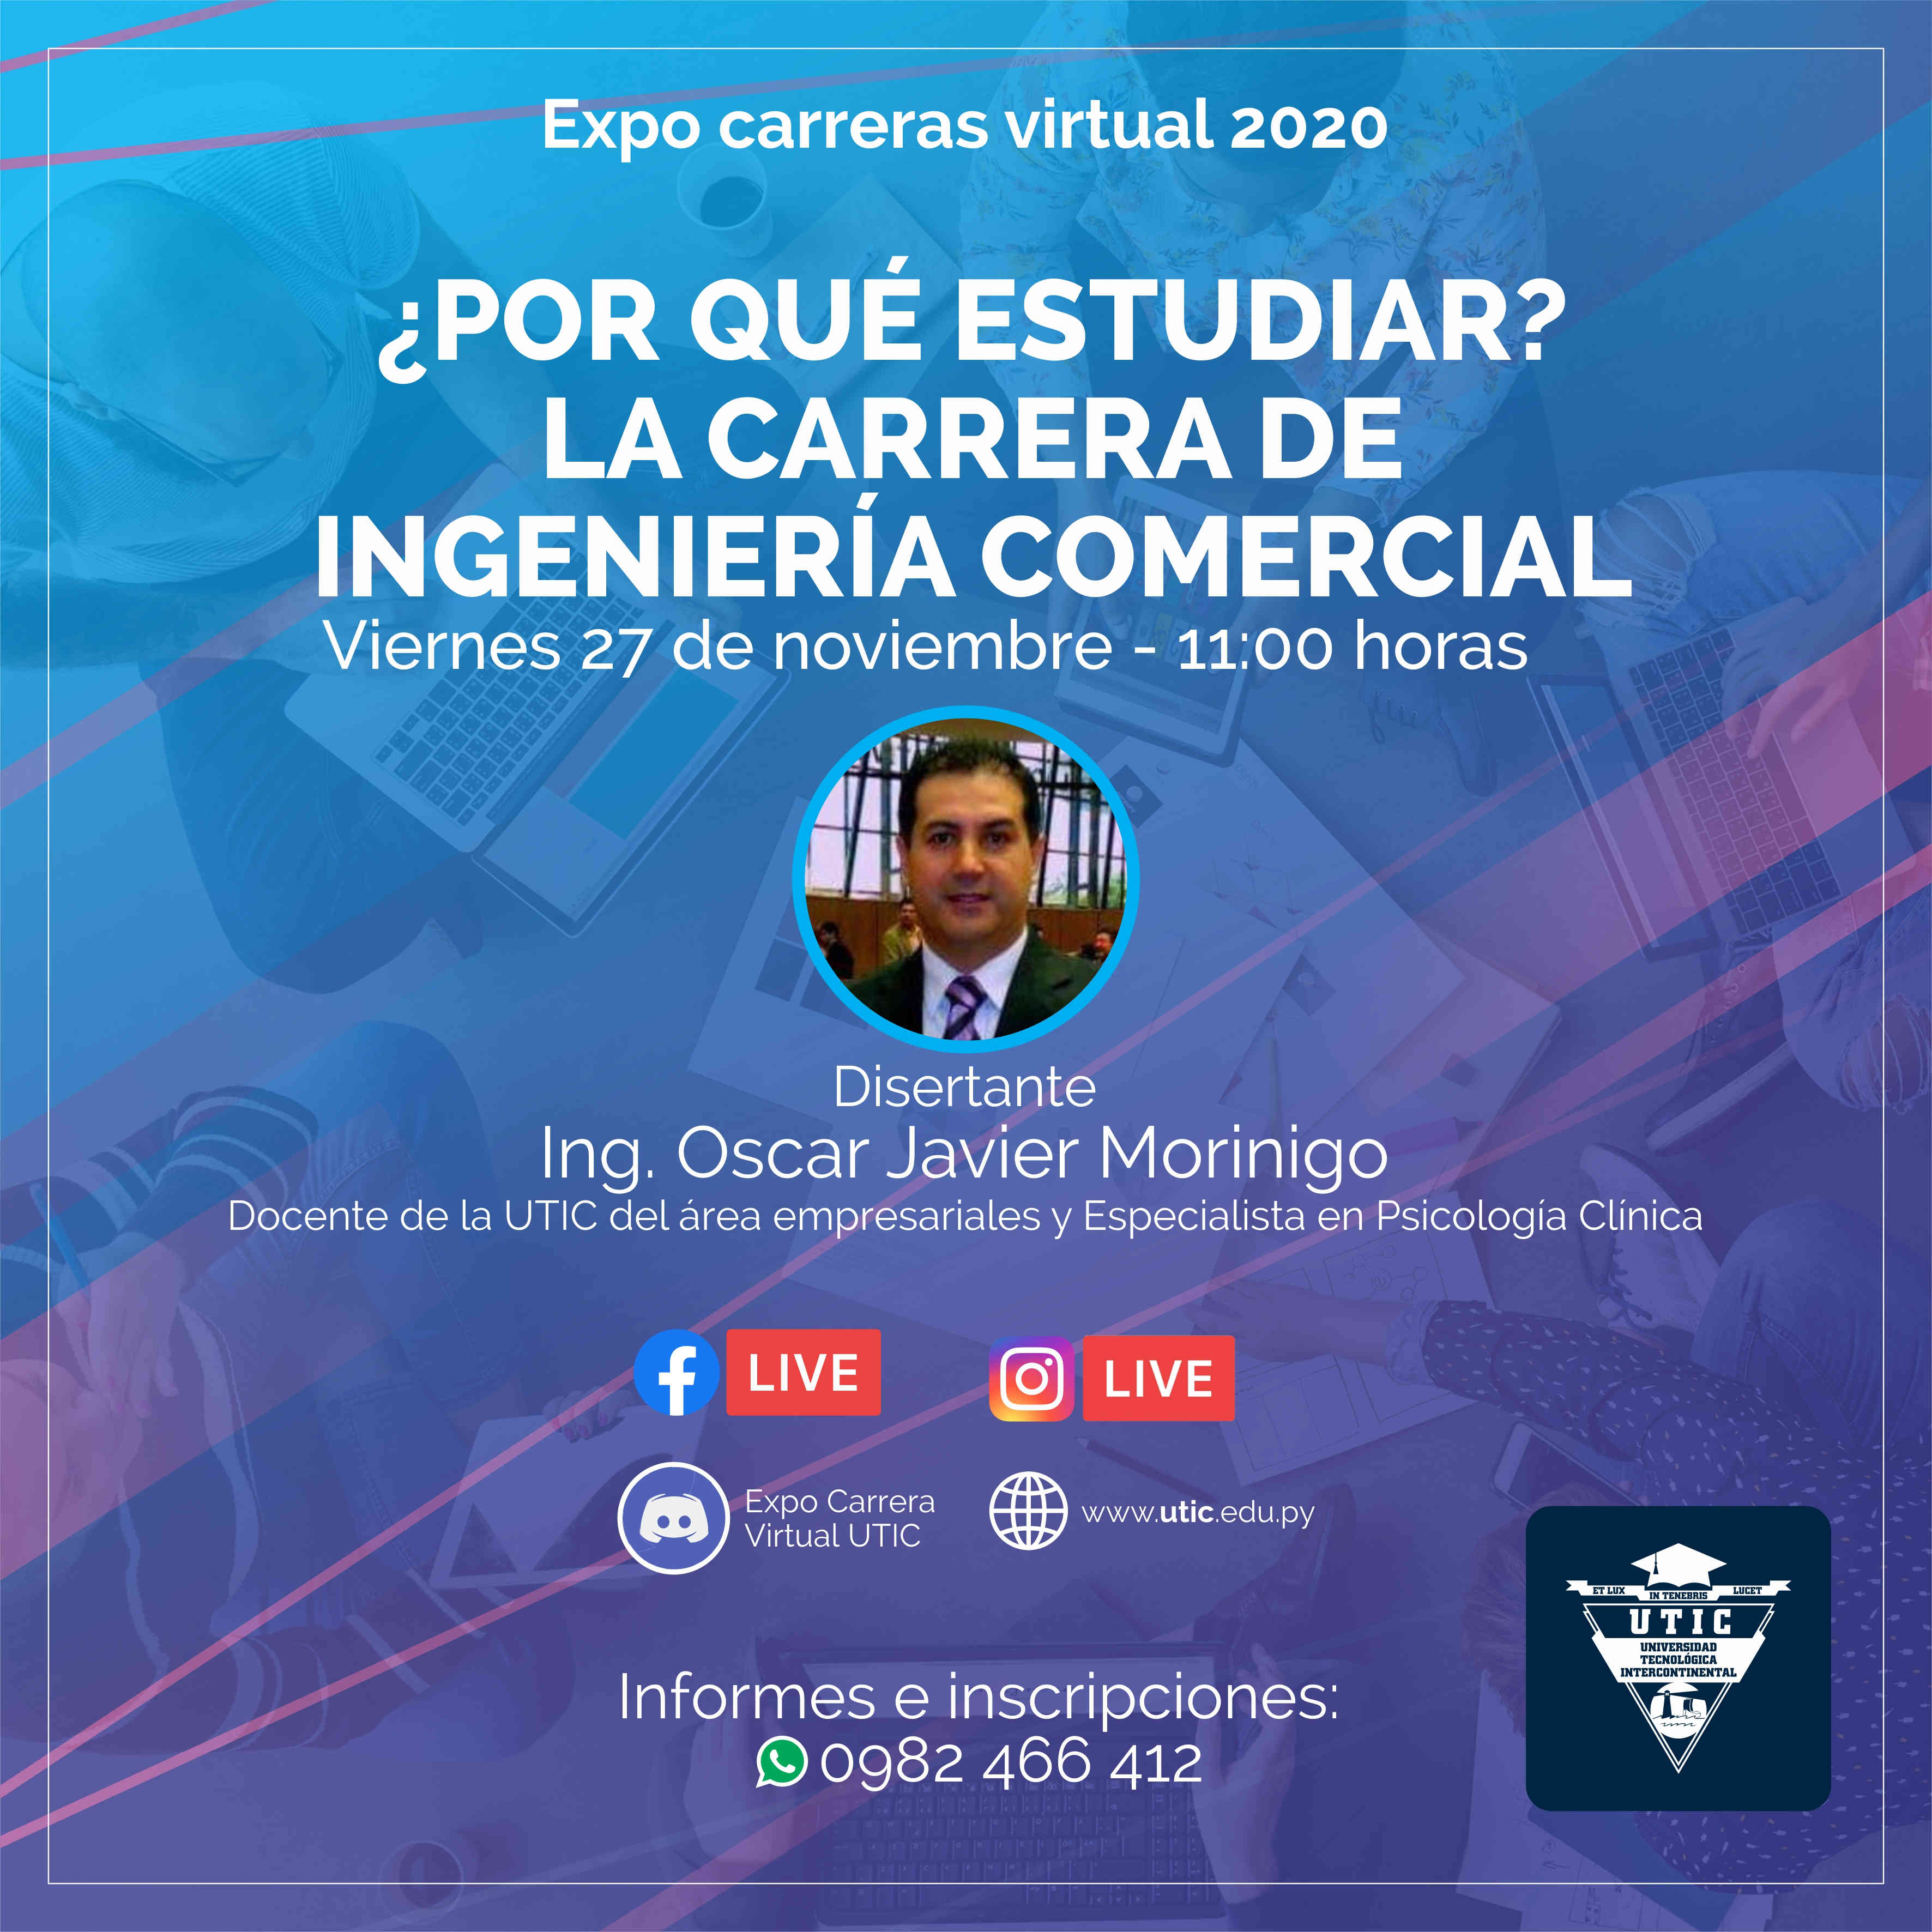 Expo carreras virtual 2020
¿POR QUÉ ESTUDIAR?
LA CARRERA DE
INGENIERÍA COMERCIAL
Viernes 27 de noviembre - 11:00 horas
Disertante
Ing. Oscar Javier Morinigo
Docente de la UTIC del área empresariales y Especialista en Psicología Clínica
LIVE
LIVE
Expo Carrera
Virtual UTIC
www.utic.edu.py
ET LUX IN TENEBRIS LUCET
UTIC
UNIVERSIDAD
TECNOLÓGICA
INTERCONTINENTAL
Informes e inscripciones:
0982 466 412